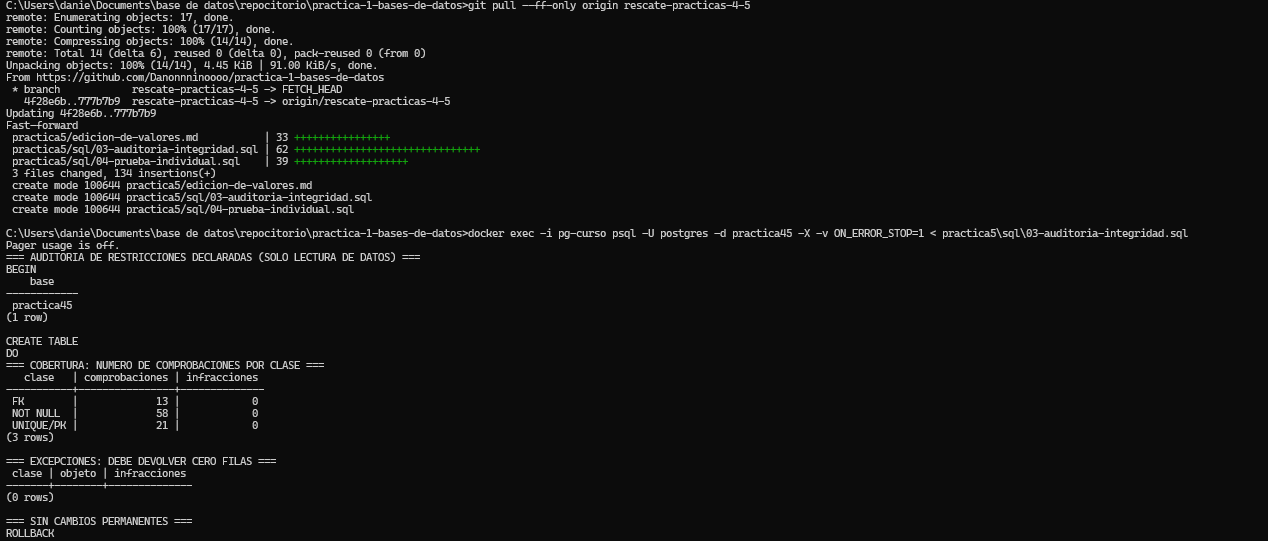 C:\Users\danie\Documents\base de datos\repocitorio\practica-1-bases-de-datos>git pull --ff-only origin rescate-practicas-4-5
remote: Enumerating objects: 17, done.
remote: Counting objects: 100% (17/17), done.
remote: Compressing objects: 100% (14/14), done.
remote: Total 14 (delta 6), reused 0 (delta 0), pack-reused 0 (from 0)
Unpacking objects: 100% (14/14), 4.45 KiB | 91.00 KiB/s, done.
From https://github.com/Danonnninoooo/practica-1-bases-de-datos
 * branch            rescate-practicas-4-5 -> FETCH_HEAD
   4f28e6b..777b7b9  rescate-practicas-4-5 -> origin/rescate-practicas-4-5
Updating 4f28e6b..777b7b9
Fast-forward
 practica5/edicion-de-valores.md            | 33 ++++++++++++++++
 practica5/sql/03-auditoria-integridad.sql | 62 +++++++++++++++++++++++++++++++
 practica5/sql/04-prueba-individual.sql    | 39 +++++++++++++++++++
 3 files changed, 134 insertions(+)
 create mode 100644 practica5/edicion-de-valores.md
 create mode 100644 practica5/sql/03-auditoria-integridad.sql
 create mode 100644 practica5/sql/04-prueba-individual.sql
C:\Users\danie\Documents\base de datos\repocitorio\practica-1-bases-de-datos>docker exec -i pg-curso psql -U postgres -d practica45 -X -v ON_ERROR_STOP=1 < practica5\sql\03-auditoria-integridad.sql
Pager usage is off.
=== AUDITORIA DE RESTRICCIONES DECLARADAS (SOLO LECTURA DE DATOS) ===
BEGIN
    base
------------
 practica45
(1 row)
CREATE TABLE
DO
=== COBERTURA: NUMERO DE COMPROBACIONES POR CLASE ===
   clase   | comprobaciones | infracciones
-----------+----------------+--------------
 FK        |             13 |            0
 NOT NULL  |             58 |            0
 UNIQUE/PK |             21 |            0
(3 rows)
=== EXCEPCIONES: DEBE DEVOLVER CERO FILAS ===
 clase | objeto | infracciones
-------+--------+--------------
(0 rows)
=== SIN CAMBIOS PERMANENTES ===
ROLLBACK